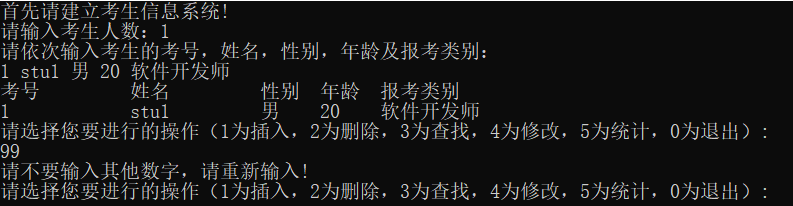 首先请建立考生信息系统!
请输入考生人数: 1
请依次输入考生的考号，姓名，性别，年龄及报考类别：
1 stu1 男 20 软件开发师
考号 姓名 性别 年龄 报考类别
1 stu1 男 20 软件开发师
请选择您要进行的操作（1为插入，2为删除，3为查找，4为修改，5为统计，0为退出）：
99
请不要输入其他数字，请重新输入!
请选择您要进行的操作（1为插入，2为删除，3为查找，4为修改，5为统计，0为退出）：